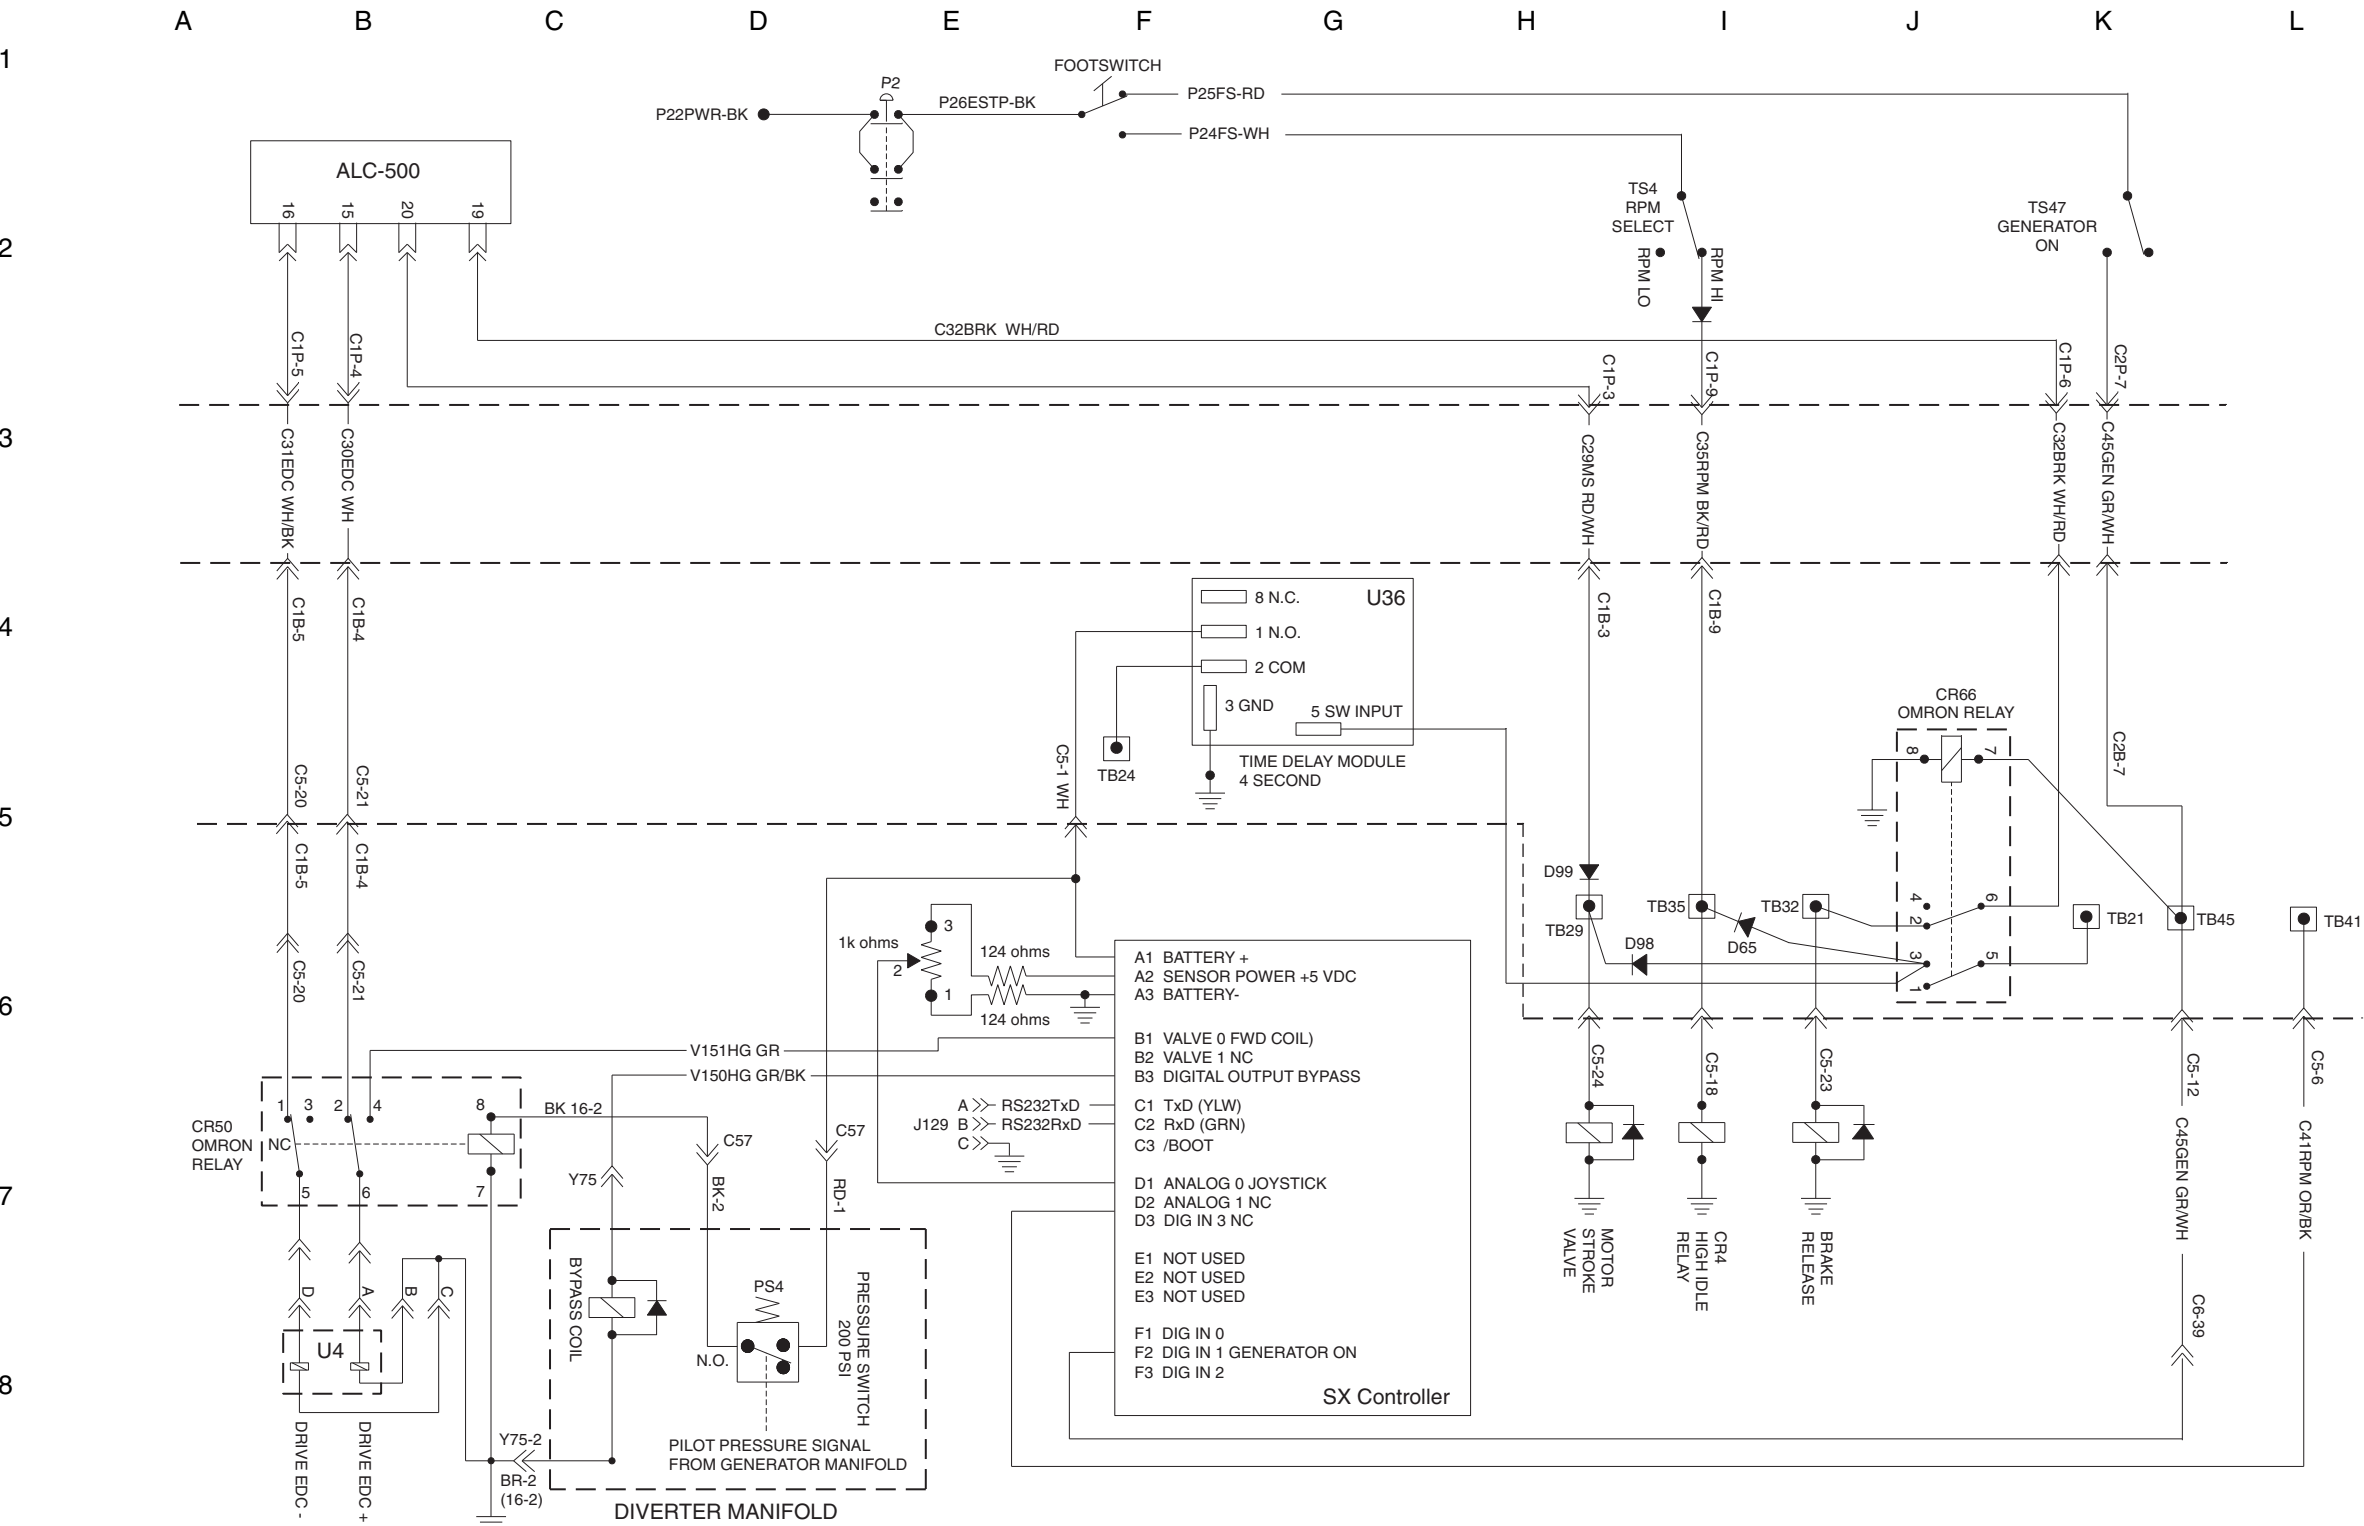 A B C D E F G H I J K L
1
2
3
4
5
6
7
8
FOOTSWITCH
P2
P22PWR-BK
P26ESTP-BK
P25FS-RD
P24FS-WH
ALC-500
16 15 20 19
TS4
RPM
SELECT
RPM LO
RPM HI
TS47
GENERATOR
ON
C32BRK WH/RD
C1P-5
C1P-4
C1P-3
C1P-9
C1P-6
C2P-7
C31EDC WH/BK
C30EDC WH
C29MS RD/WH
C35RPM BK/RD
C32BRK WH/RD
C45GEN GR/WH
C1B-5
C1B-4
C1B-3
C1B-9
C2B-7
U36
8 N.C.
1 N.O.
2 COM
3 GND
5 SW INPUT
TIME DELAY MODULE
4 SECOND
TB24
C5-1 WH
CR66
OMRON RELAY
8 7
4 6
2
3 5
1
C5-20
C5-21
C1B-5
C1B-4
C5-20
C5-21
D99
TB29
D98
TB35
D65
TB32
TB21
TB45
TB41
1k ohms
3
2
1
124 ohms
124 ohms
A1 BATTERY +
A2 SENSOR POWER +5 VDC
A3 BATTERY-
B1 VALVE 0 FWD COIL)
B2 VALVE 1 NC
B3 DIGITAL OUTPUT BYPASS
C1 TxD (YLW)
C2 RxD (GRN)
C3 /BOOT
D1 ANALOG 0 JOYSTICK
D2 ANALOG 1 NC
D3 DIG IN 3 NC
E1 NOT USED
E2 NOT USED
E3 NOT USED
F1 DIG IN 0
F2 DIG IN 1 GENERATOR ON
F3 DIG IN 2
SX Controller
V151HG GR
V150HG GR/BK
A RS232TxD
J129 B RS232RxD
C
CR50
OMRON
RELAY
1 3 2 4 8
NC
5 6 7
BK 16-2
C57
C57
Y75
BK-2
RD-1
D
A
B
C
U4
DRIVE EDC -
DRIVE EDC +
Y75-2
BR-2
(16-2)
BYPASS COIL
PS4
N.O.
PRESSURE SWITCH
200 PSI
PILOT PRESSURE SIGNAL
FROM GENERATOR MANIFOLD
DIVERTER MANIFOLD
C5-24
C5-18
C5-23
C5-12
C5-6
MOTOR
STROKE
VALVE
CR4
HIGH IDLE
RELAY
BRAKE
RELEASE
C45GEN GR/WH
C41RPM OR/BK
C6-39